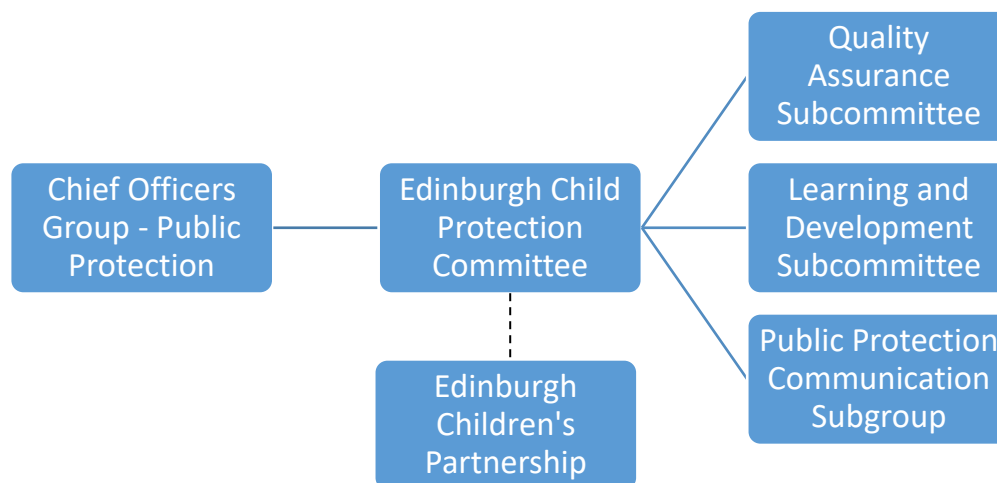 Chief Officers
Group - Public
Protection
Edinburgh Child
Protection
Committee
Edinburgh
Children's
Partnership
Quality
Assurance
Subcommittee
Learning and
Development
Subcommittee
Public Protection
Communication
Subgroup